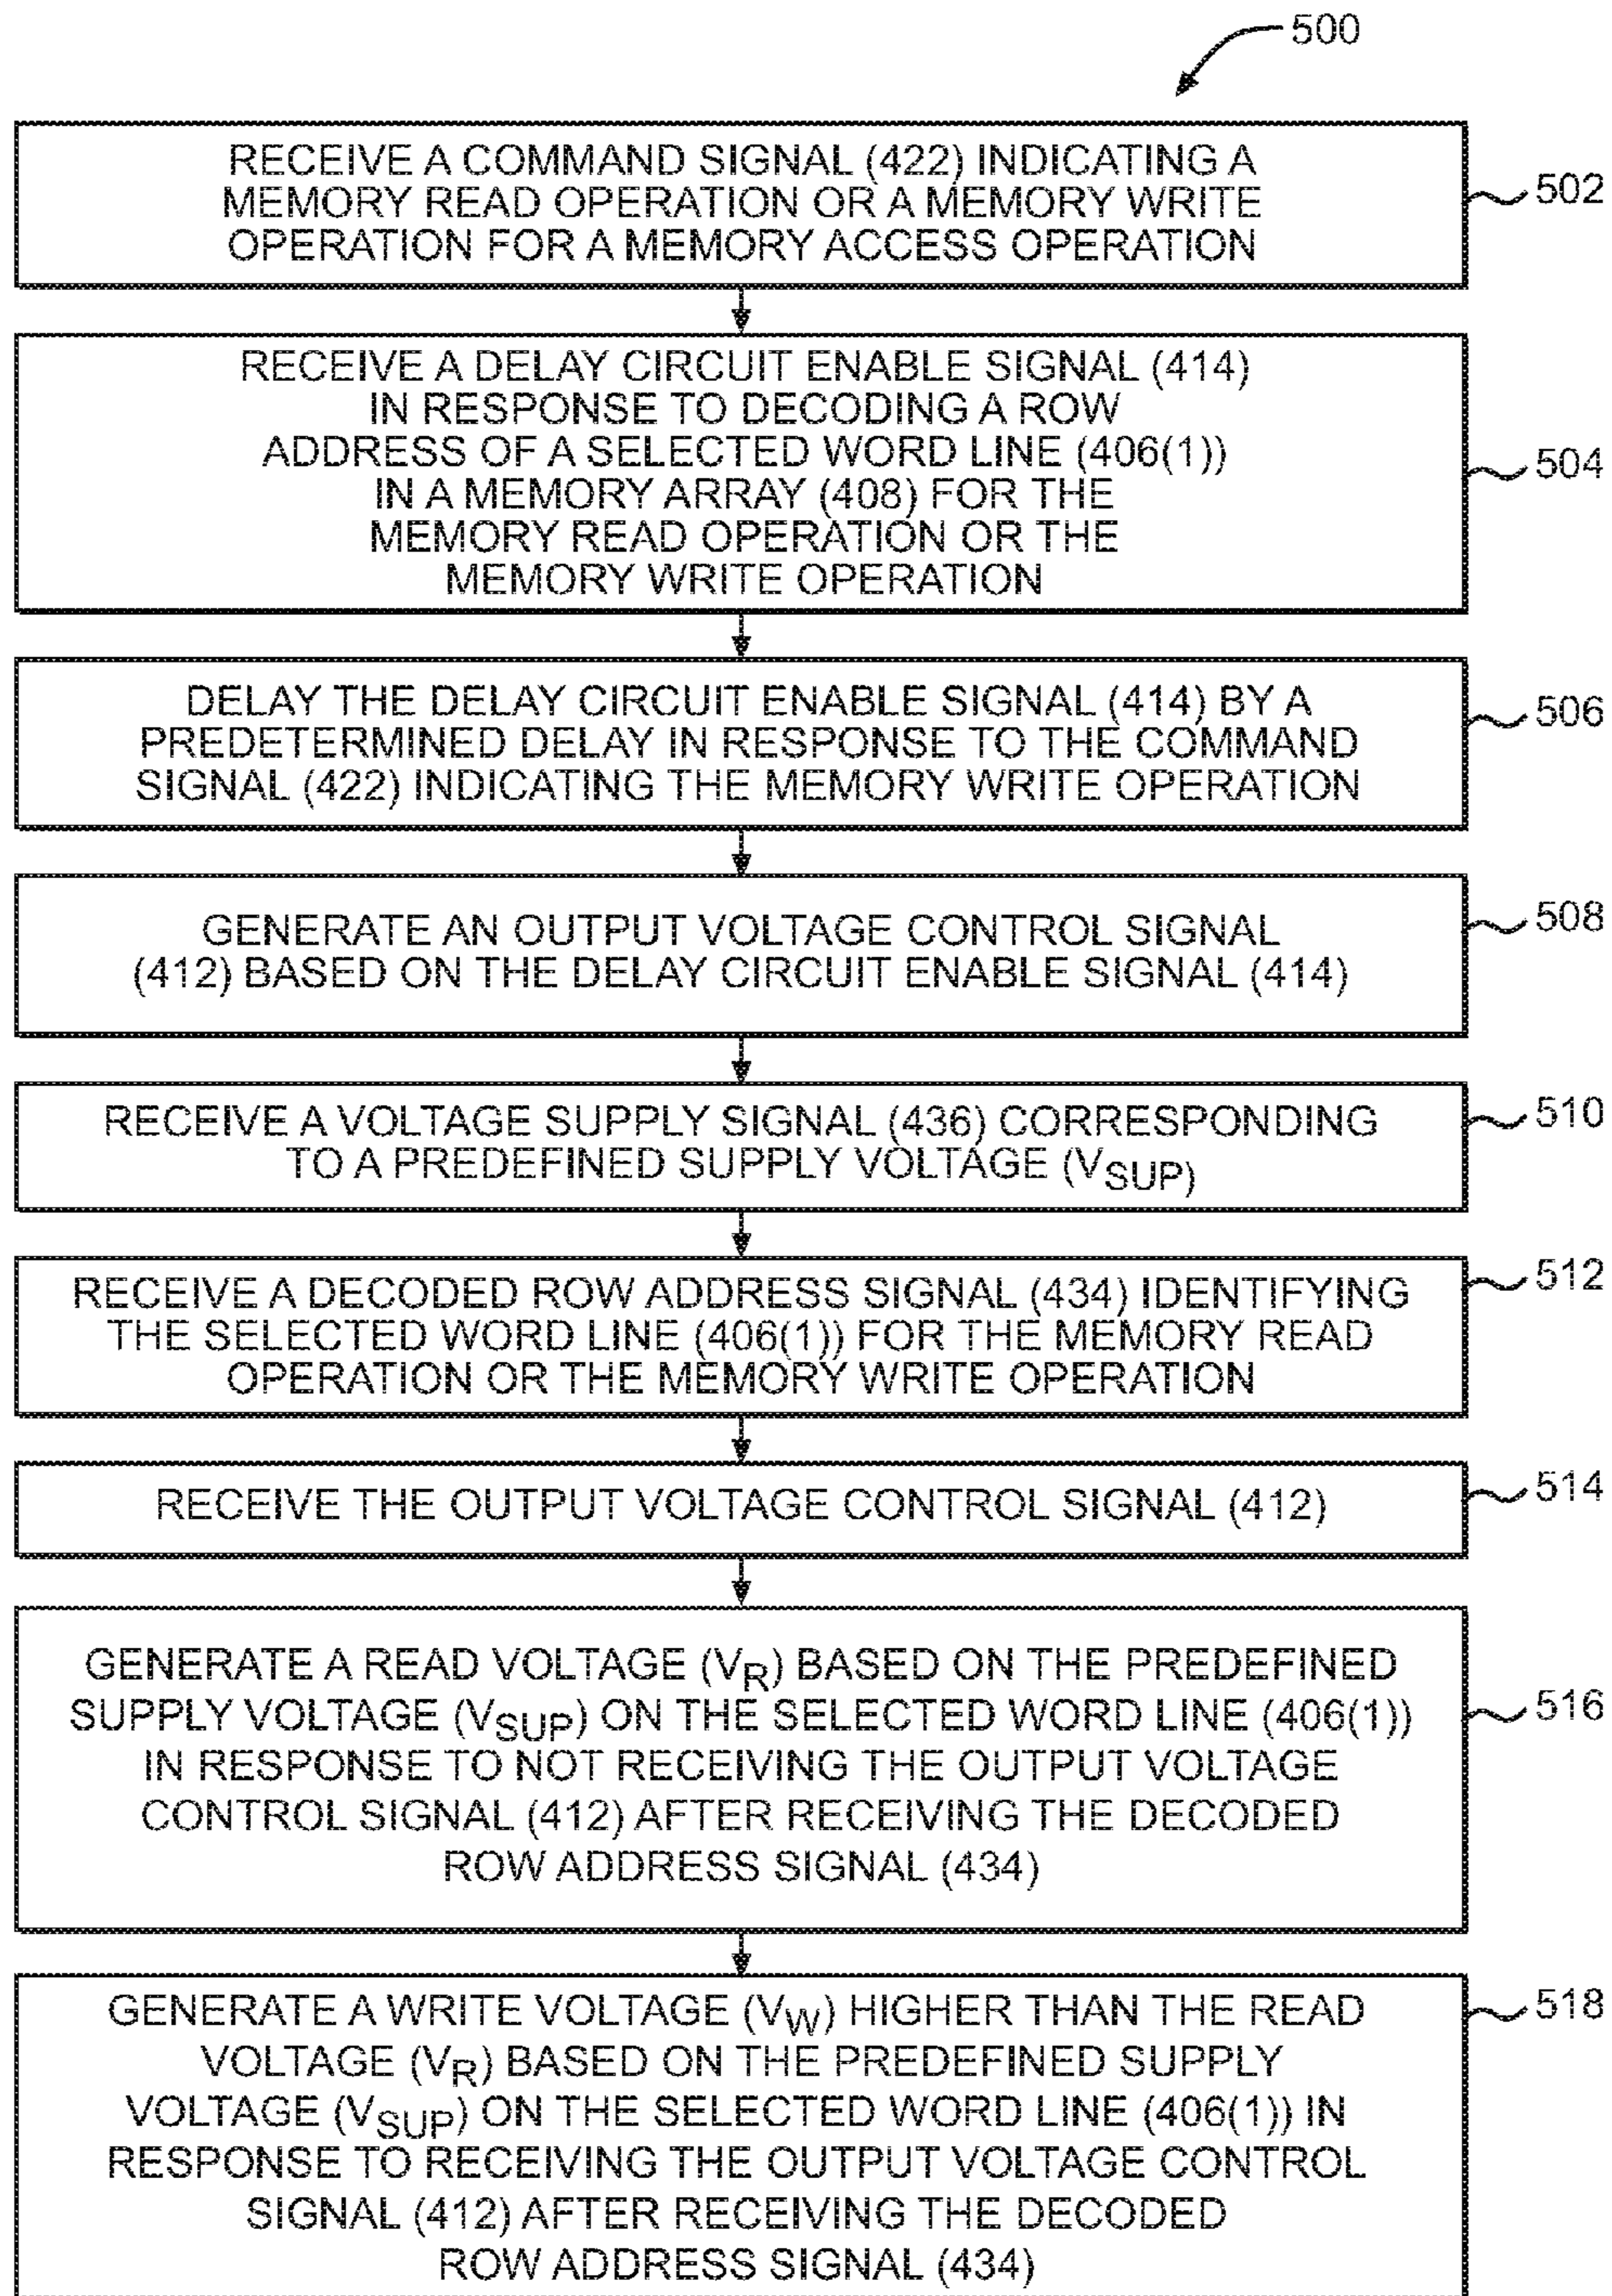 500
RECEIVE A COMMAND SIGNAL (422) INDICATING A
MEMORY READ OPERATION OR A MEMORY WRITE
OPERATION FOR A MEMORY ACCESS OPERATION
502
RECEIVE A DELAY CIRCUIT ENABLE SIGNAL (414)
IN RESPONSE TO DECODING A ROW
ADDRESS OF A SELECTED WORD LINE (406(1))
IN A MEMORY ARRAY (408) FOR THE
MEMORY READ OPERATION OR THE
MEMORY WRITE OPERATION
504
DELAY THE DELAY CIRCUIT ENABLE SIGNAL (414) BY A
PREDETERMINED DELAY IN RESPONSE TO THE COMMAND
SIGNAL (422) INDICATING THE MEMORY WRITE OPERATION
506
GENERATE AN OUTPUT VOLTAGE CONTROL SIGNAL
(412) BASED ON THE DELAY CIRCUIT ENABLE SIGNAL (414)
508
RECEIVE A VOLTAGE SUPPLY SIGNAL (436) CORRESPONDING
TO A PREDEFINED SUPPLY VOLTAGE (VSUP)
510
RECEIVE A DECODED ROW ADDRESS SIGNAL (434) IDENTIFYING
THE SELECTED WORD LINE (406(1)) FOR THE MEMORY READ
OPERATION OR THE MEMORY WRITE OPERATION
512
RECEIVE THE OUTPUT VOLTAGE CONTROL SIGNAL (412)
514
GENERATE A READ VOLTAGE (VR) BASED ON THE PREDEFINED
SUPPLY VOLTAGE (VSUP) ON THE SELECTED WORD LINE (406(1))
IN RESPONSE TO NOT RECEIVING THE OUTPUT VOLTAGE
CONTROL SIGNAL (412) AFTER RECEIVING THE DECODED
ROW ADDRESS SIGNAL (434)
516
GENERATE A WRITE VOLTAGE (VW) HIGHER THAN THE READ
VOLTAGE (VR) BASED ON THE PREDEFINED SUPPLY
VOLTAGE (VSUP) ON THE SELECTED WORD LINE (406(1)) IN
RESPONSE TO RECEIVING THE OUTPUT VOLTAGE CONTROL
SIGNAL (412) AFTER RECEIVING THE DECODED
ROW ADDRESS SIGNAL (434)
518